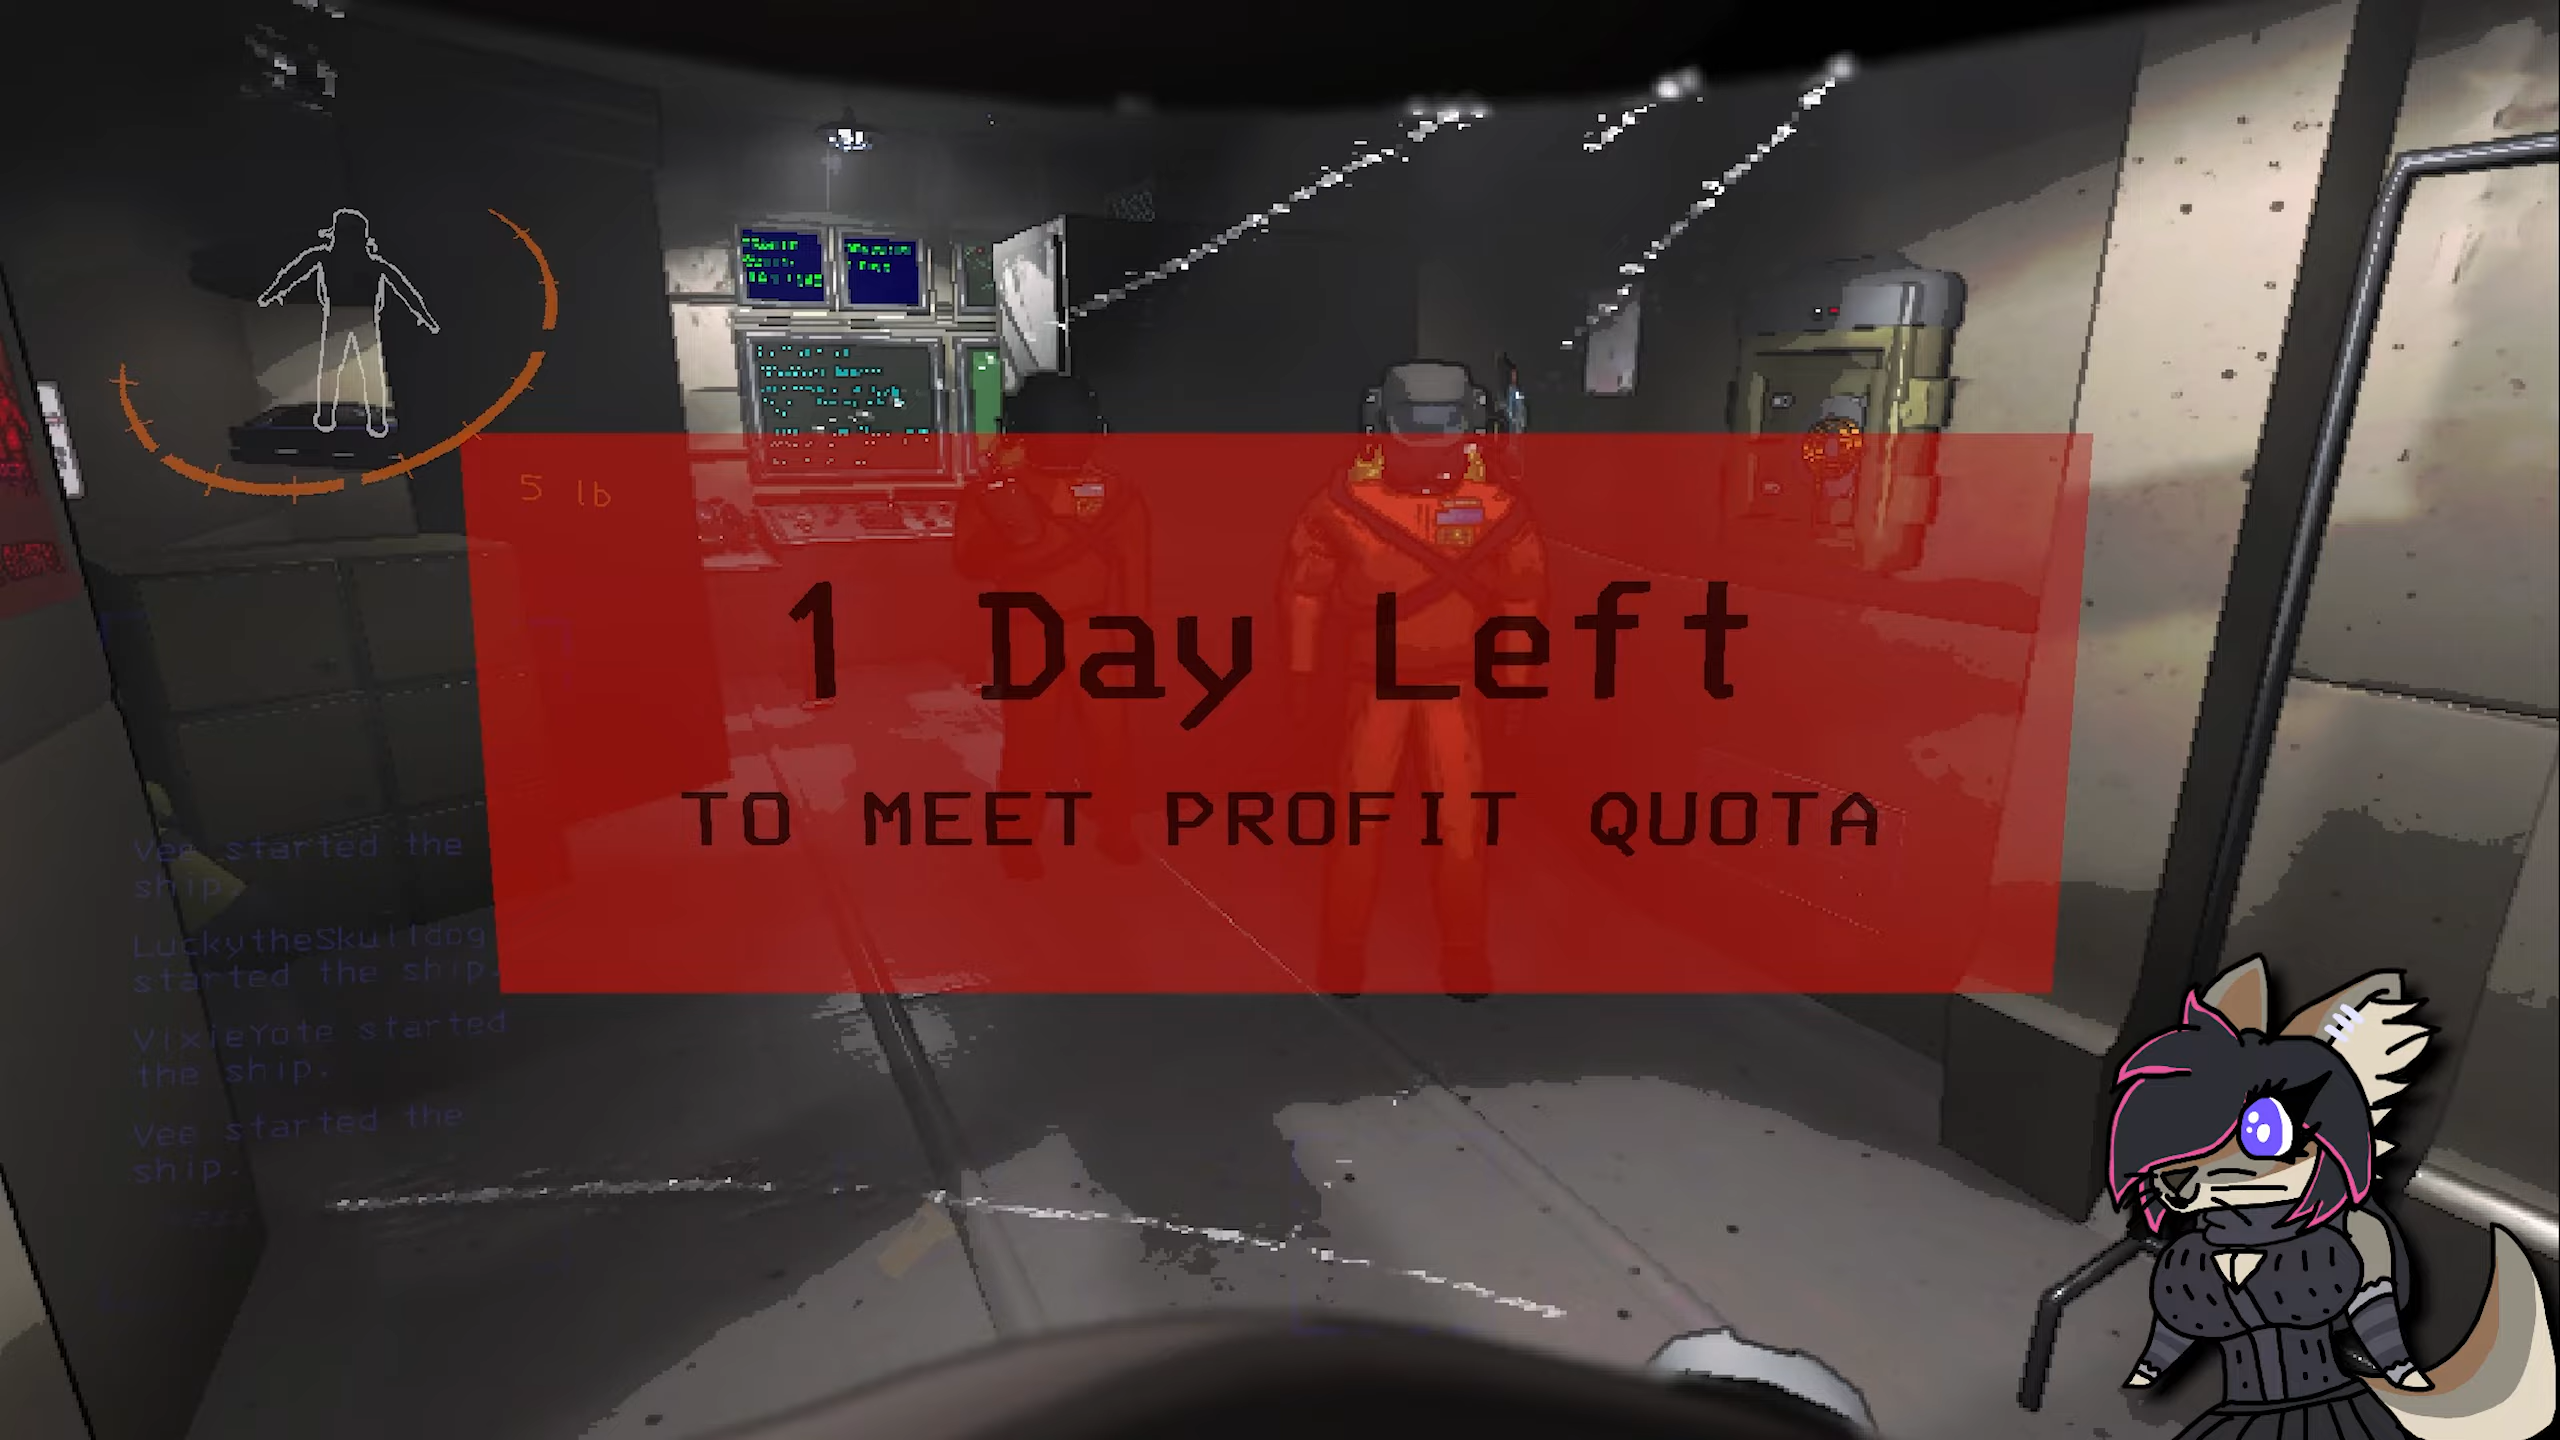 5 lb
1 Day Left
TO MEET PROFIT QUOTA
Vee started the
ship.
LuckytheSkulldog
started the ship.
VixieYote started
the ship.
Vee started the
ship.